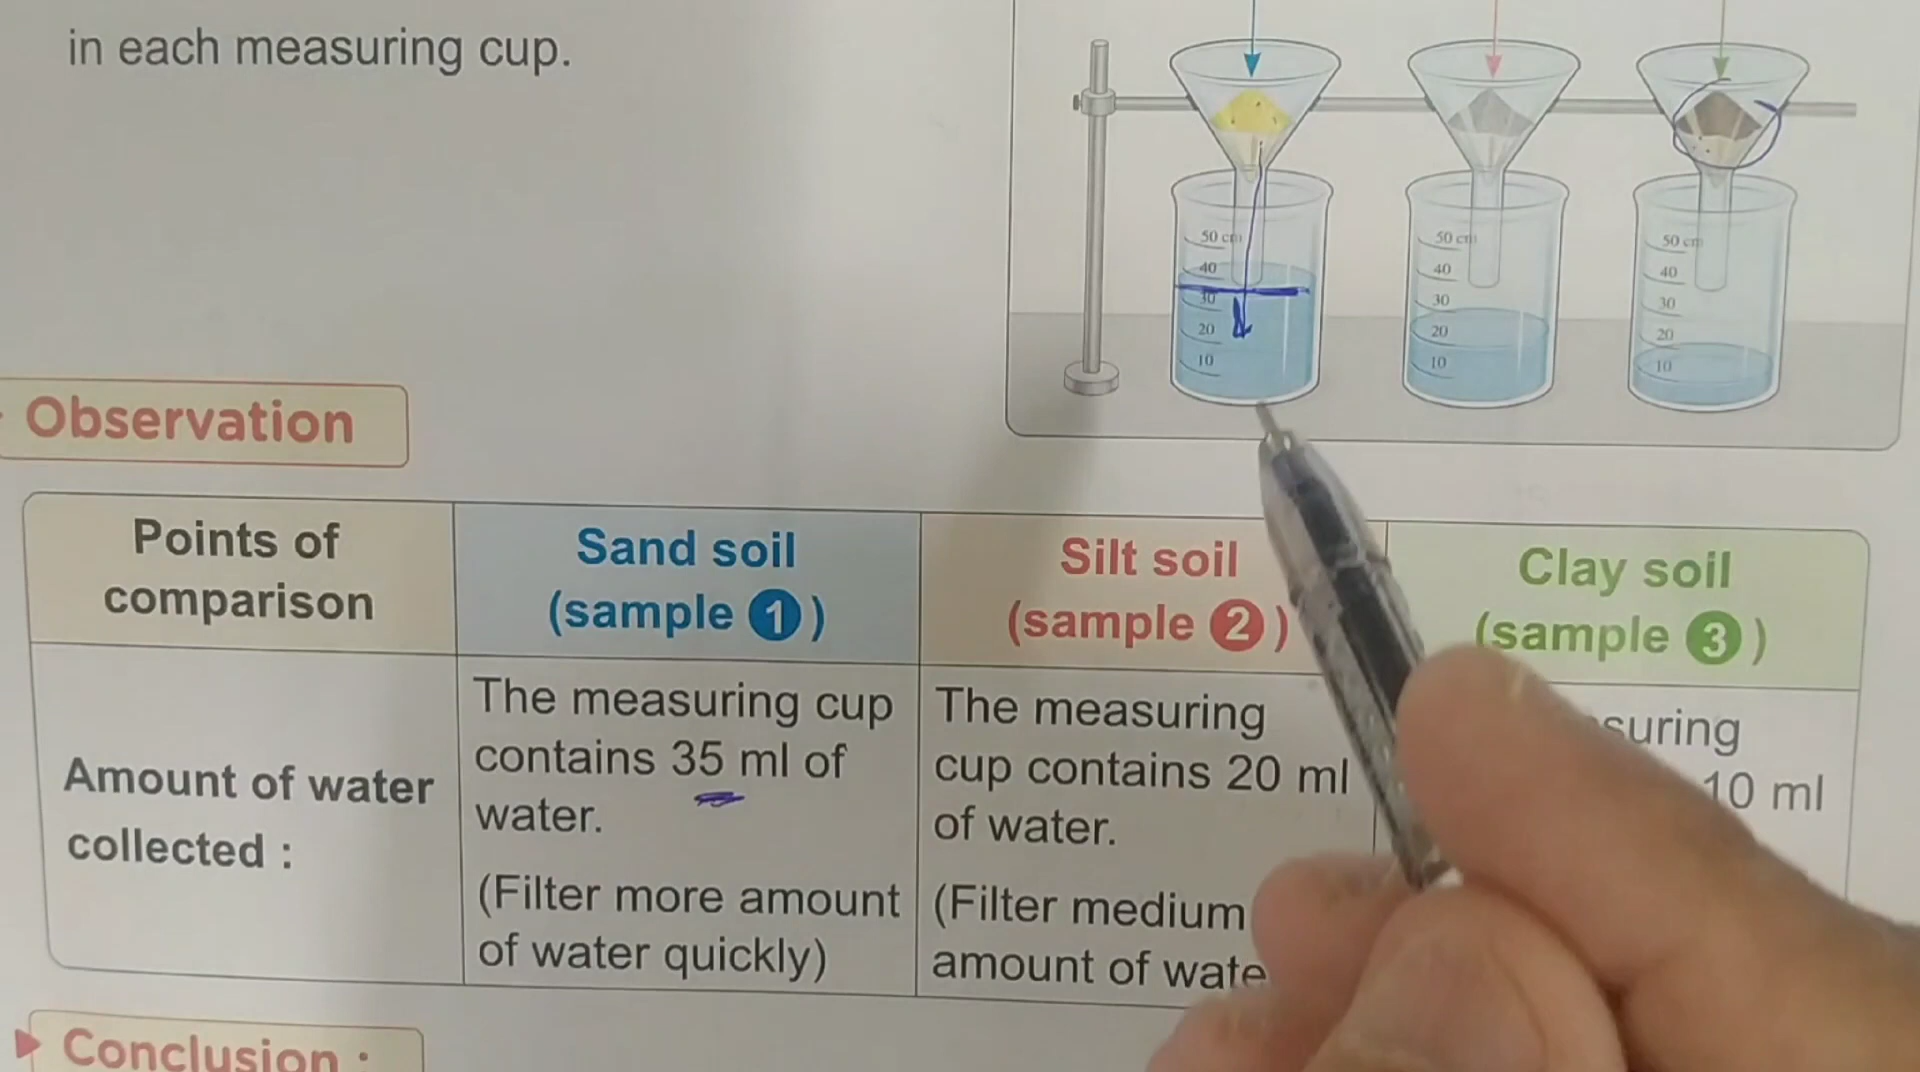 in each measuring cup.
50 cm
40
30
20
10
50 cm
40
30
20
10
50 cm
40
30
20
10
Observation
Points of
comparison
Sand soil
(sample 1)
Silt soil
(sample 2)
Clay soil
(sample 3)
Amount of water
collected :
The measuring cup
contains 35 ml of
water.
(Filter more amount
of water quickly)
The measuring
cup contains 20 ml
of water.
(Filter medium
amount of wate
suring
10 ml
Conclusion :